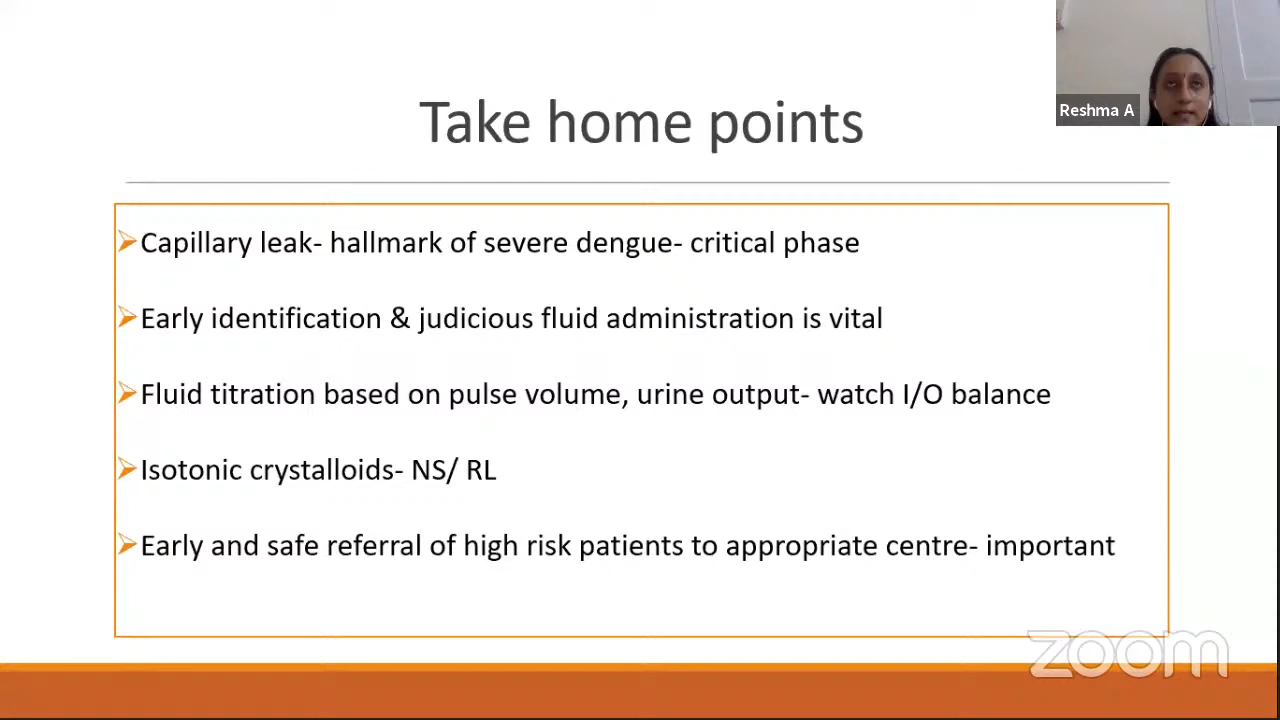 Reshma A
Take home points
Capillary leak- hallmark of severe dengue- critical phase
Early identification & judicious fluid administration is vital
Fluid titration based on pulse volume, urine output- watch I/O balance
Isotonic crystalloids- NS/ RL
Early and safe referral of high risk patients to appropriate centre- important
zoom